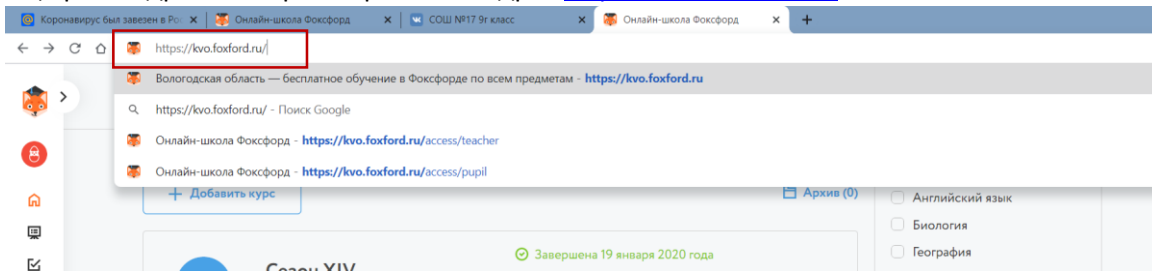 Коронавирус был завезен в Ро
Онлайн-школа Фоксфорд
СОШ №17 9г класс
Онлайн-школа Фоксфорд
https://kvo.foxford.ru/
Вологодская область — бесплатное обучение в Фоксфорде по всем предметам - https://kvo.foxford.ru
https://kvo.foxford.ru/ - Поиск Google
Онлайн-школа Фоксфорд - https://kvo.foxford.ru/access/teacher
Онлайн-школа Фоксфорд - https://kvo.foxford.ru/access/pupil
+ Добавить курс
Архив (0)
Английский язык
Биология
География
Завершена 19 января 2020 года
Сезон XIV